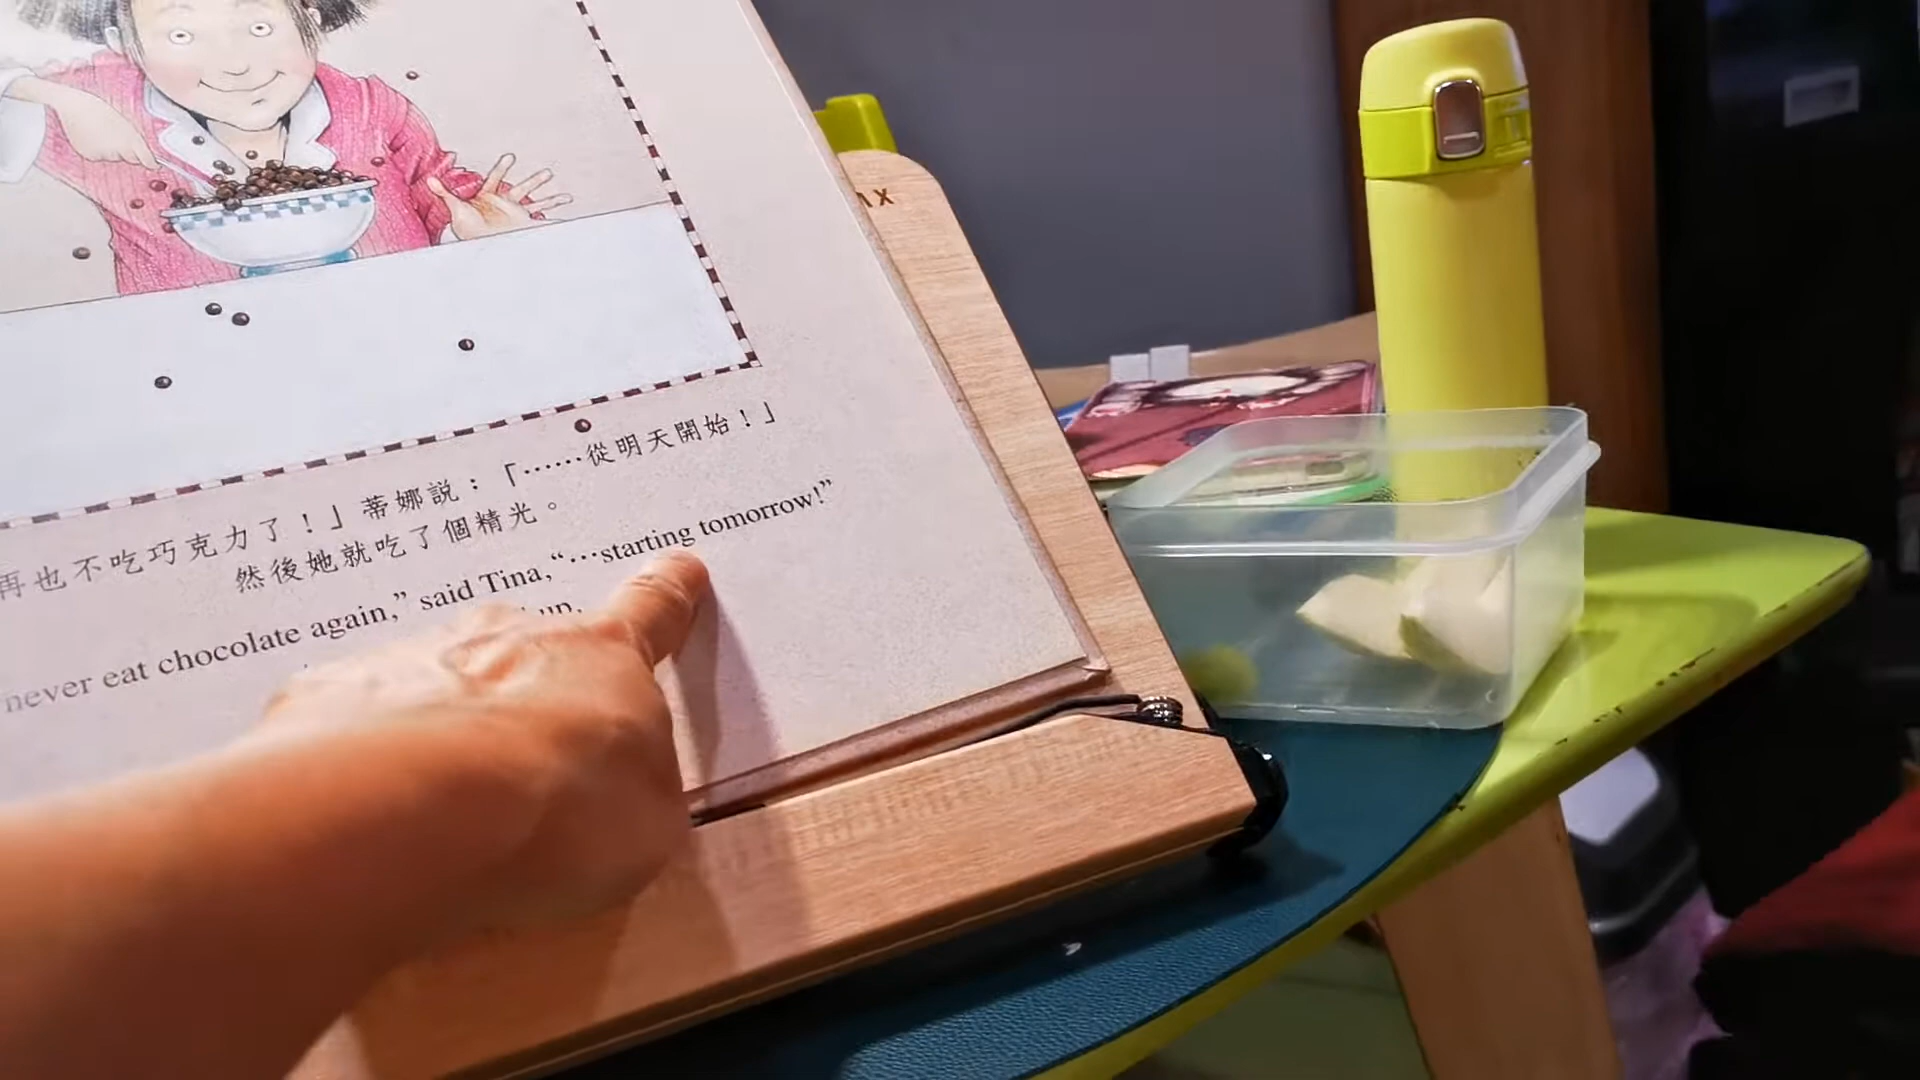 再也不吃巧克力了！」蒂娜說：「……從明天開始！」
然後她就吃了個精光。
never eat chocolate again,” said Tina, “…starting tomorrow!”
up.